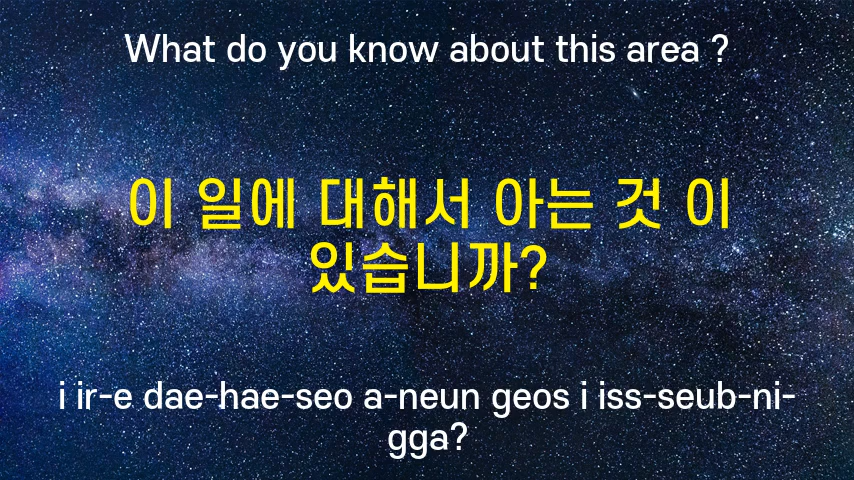 What do you know about this area ?
이 일에 대해서 아는 것 이
있습니까?
i ir-e dae-hae-seo a-neun geos i iss-seub-ni-
gga?